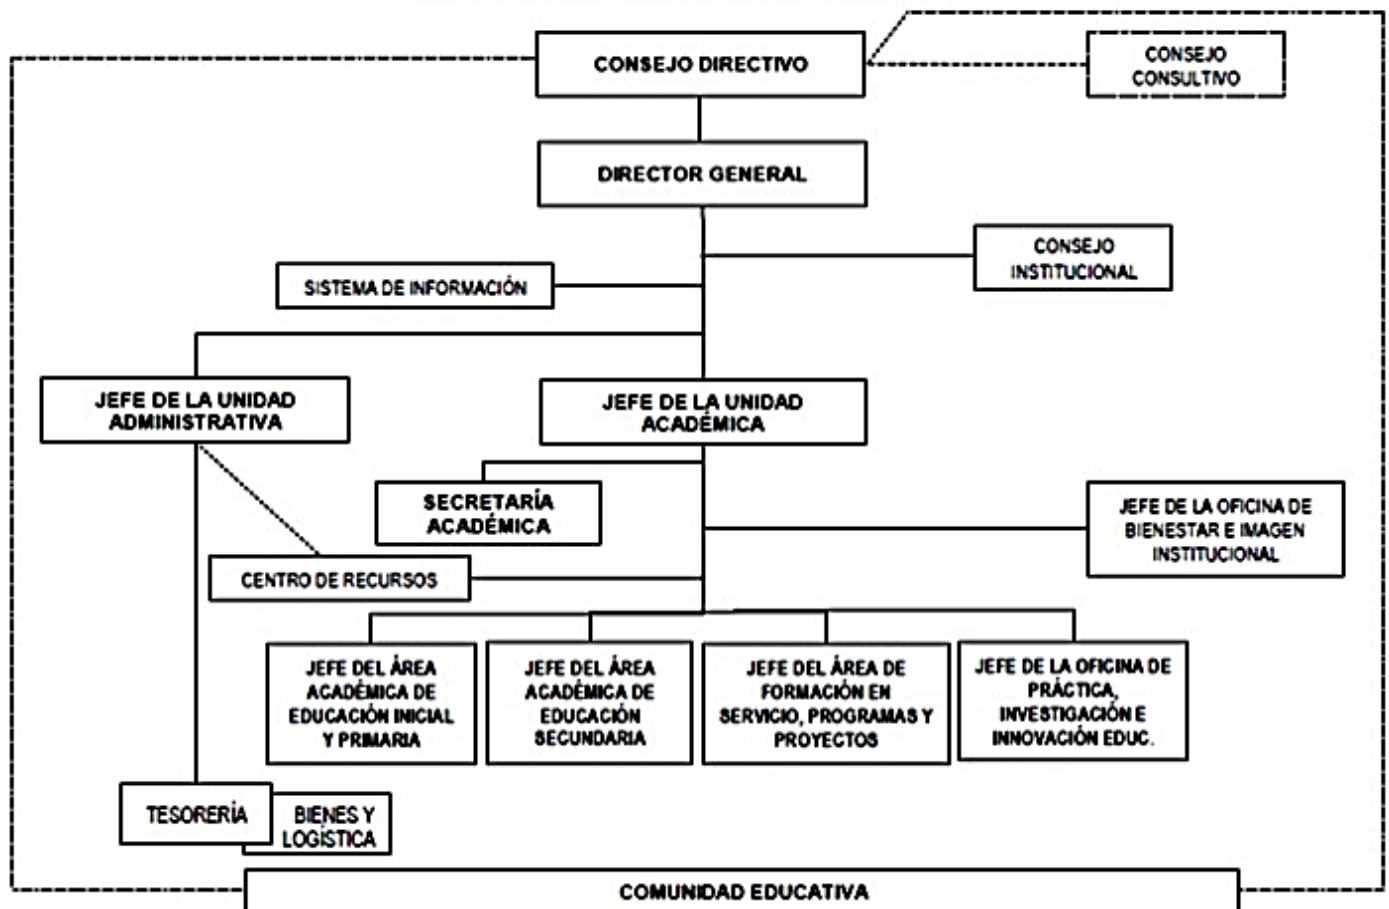 CONSEJO DIRECTIVO
CONSEJO
CONSULTIVO
DIRECTOR GENERAL
CONSEJO
INSTITUCIONAL
SISTEMA DE INFORMACIÓN
JEFE DE LA UNIDAD
ADMINISTRATIVA
JEFE DE LA UNIDAD
ACADÉMICA
SECRETARÍA
ACADÉMICA
JEFE DE LA OFICINA DE
BIENESTAR E IMAGEN
INSTITUCIONAL
CENTRO DE RECURSOS
JEFE DEL ÁREA
ACADÉMICA DE
EDUCACIÓN INICIAL
Y PRIMARIA
JEFE DEL ÁREA
ACADÉMICA DE
EDUCACIÓN
SECUNDARIA
JEFE DEL ÁREA DE
FORMACIÓN EN
SERVICIO, PROGRAMAS Y
PROYECTOS
JEFE DE LA OFICINA DE
PRÁCTICA,
INVESTIGACIÓN E
INNOVACIÓN EDUC.
TESORERÍA
BIENES Y
LOGÍSTICA
COMUNIDAD EDUCATIVA